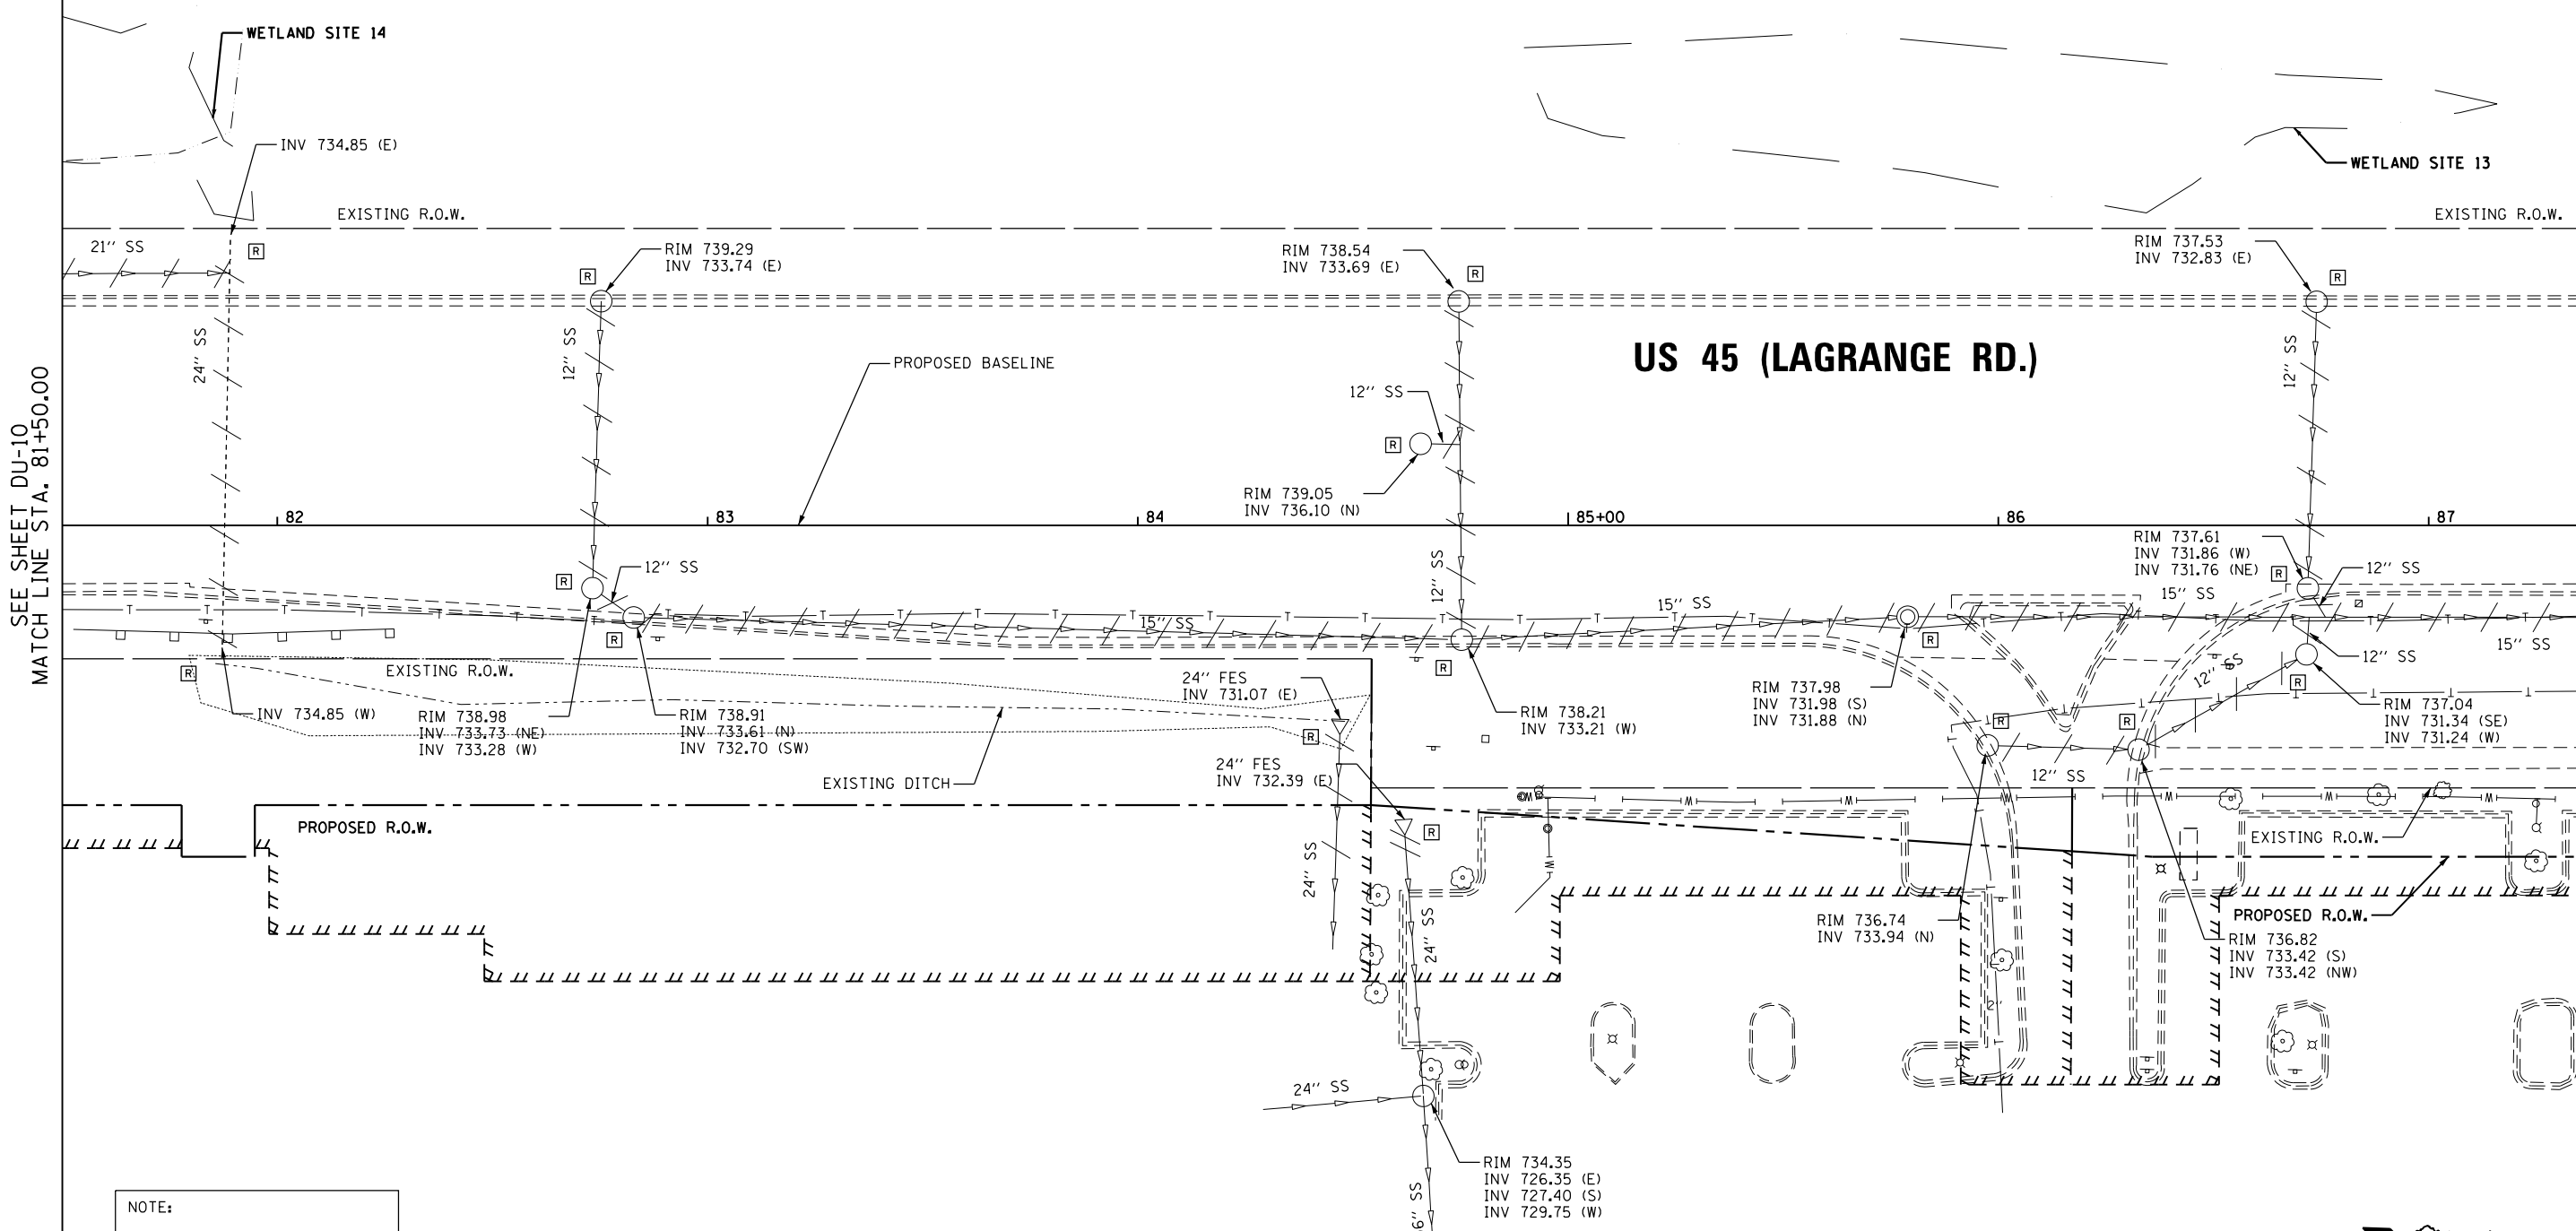 WETLAND SITE 14
INV 734.85 (E)
WETLAND SITE 13
EXISTING R.O.W.
EXISTING R.O.W.
21'' SS
R
RIM 739.29
INV 733.74 (E)
R
RIM 738.54
INV 733.69 (E)
R
RIM 737.53
INV 732.83 (E)
R
24'' SS
12'' SS
PROPOSED BASELINE
US 45 (LAGRANGE RD.)
12'' SS
12'' SS
R
RIM 739.05
INV 736.10 (N)
SEE SHEET DU-10
MATCH LINE STA. 81+50.00
82
83
84
85+00
86
87
R
12'' SS
12'' SS
RIM 737.61
INV 731.86 (W)
INV 731.76 (NE)
R
12'' SS
15'' SS
15'' SS
15'' SS
15'' SS
T T T T T T T T T T T T T T T T T T
R
R
R
12'' SS
12'' SS
R
EXISTING R.O.W.
R
INV 734.85 (W)
RIM 738.98
INV 733.73 (NE)
INV 733.28 (W)
RIM 738.91
INV 733.61 (N)
INV 732.70 (SW)
24'' FES
INV 731.07 (E)
R
RIM 738.21
INV 733.21 (W)
RIM 737.98
INV 731.98 (S)
INV 731.88 (N)
R
R
RIM 737.04
INV 731.34 (SE)
INV 731.24 (W)
EXISTING DITCH
24'' FES
INV 732.39 (E)
R
12'' SS
W W W W W W W
PROPOSED R.O.W.
EXISTING R.O.W.
24'' SS
24'' SS
W
RIM 736.74
INV 733.94 (N)
PROPOSED R.O.W.
RIM 736.82
INV 733.42 (S)
INV 733.42 (NW)
24'' SS
RIM 734.35
INV 726.35 (E)
INV 727.40 (S)
INV 729.75 (W)
NOTE: